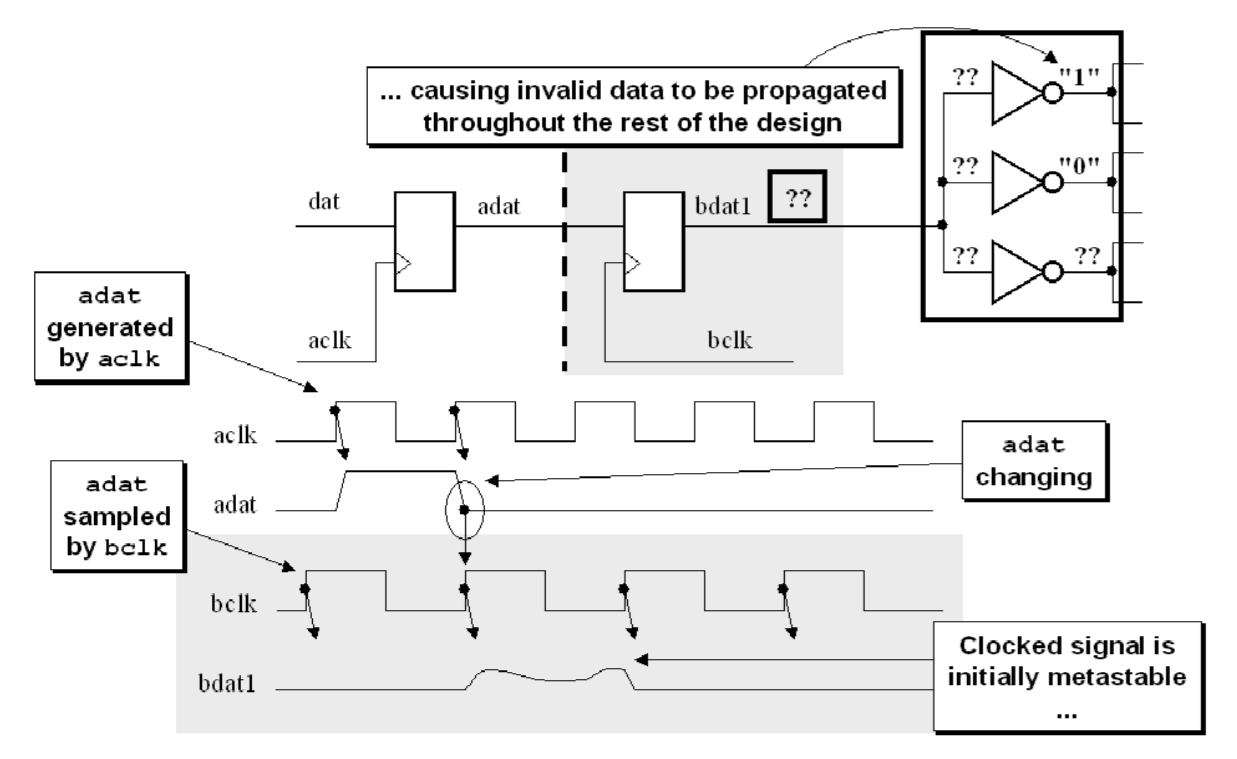 ... causing invalid data to be propagated
throughout the rest of the design
?? "1"
?? "0"
?? ??
dat
adat
bdat1
??
aclk
bclk
adat
generated
by aclk
aclk
adat
changing
adat
sampled
by bclk
adat
bclk
bdat1
Clocked signal is
initially metastable
...